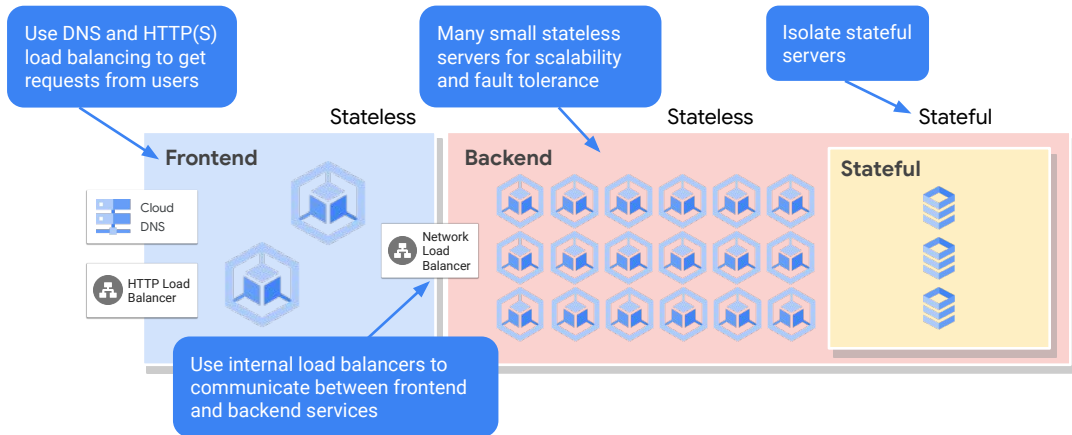 Use DNS and HTTP(S)
load balancing to get
requests from users
Many small stateless
servers for scalability
and fault tolerance
Isolate stateful
servers
Stateless
Stateless
Stateful
Frontend
Backend
Stateful
Cloud
DNS
Network
Load
Balancer
HTTP Load
Balancer
Use internal load balancers to
communicate between frontend
and backend services